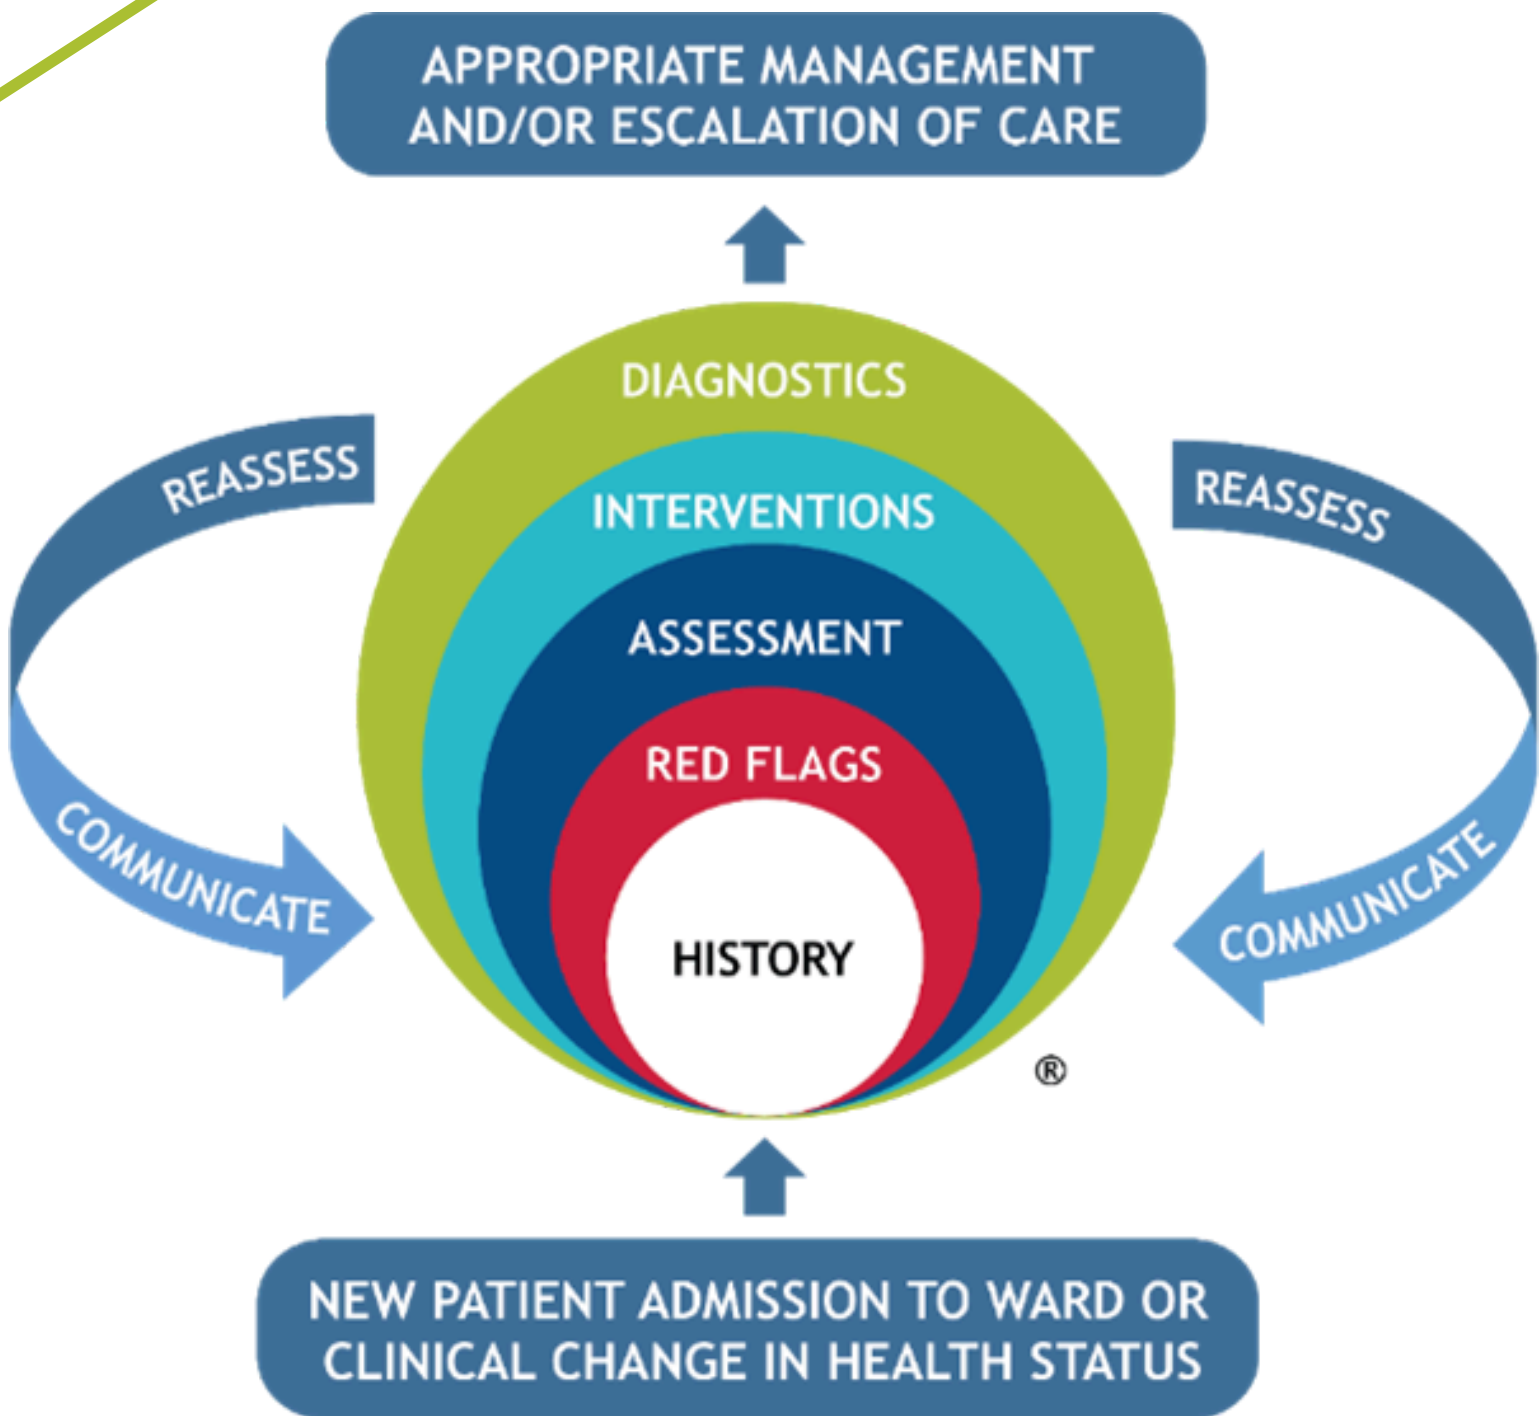 APPROPRIATE MANAGEMENT
AND/OR ESCALATION OF CARE
DIAGNOSTICS
REASSESS
REASSESS
INTERVENTIONS
ASSESSMENT
RED FLAGS
COMMUNICATE
COMMUNICATE
HISTORY
®
NEW PATIENT ADMISSION TO WARD OR
CLINICAL CHANGE IN HEALTH STATUS